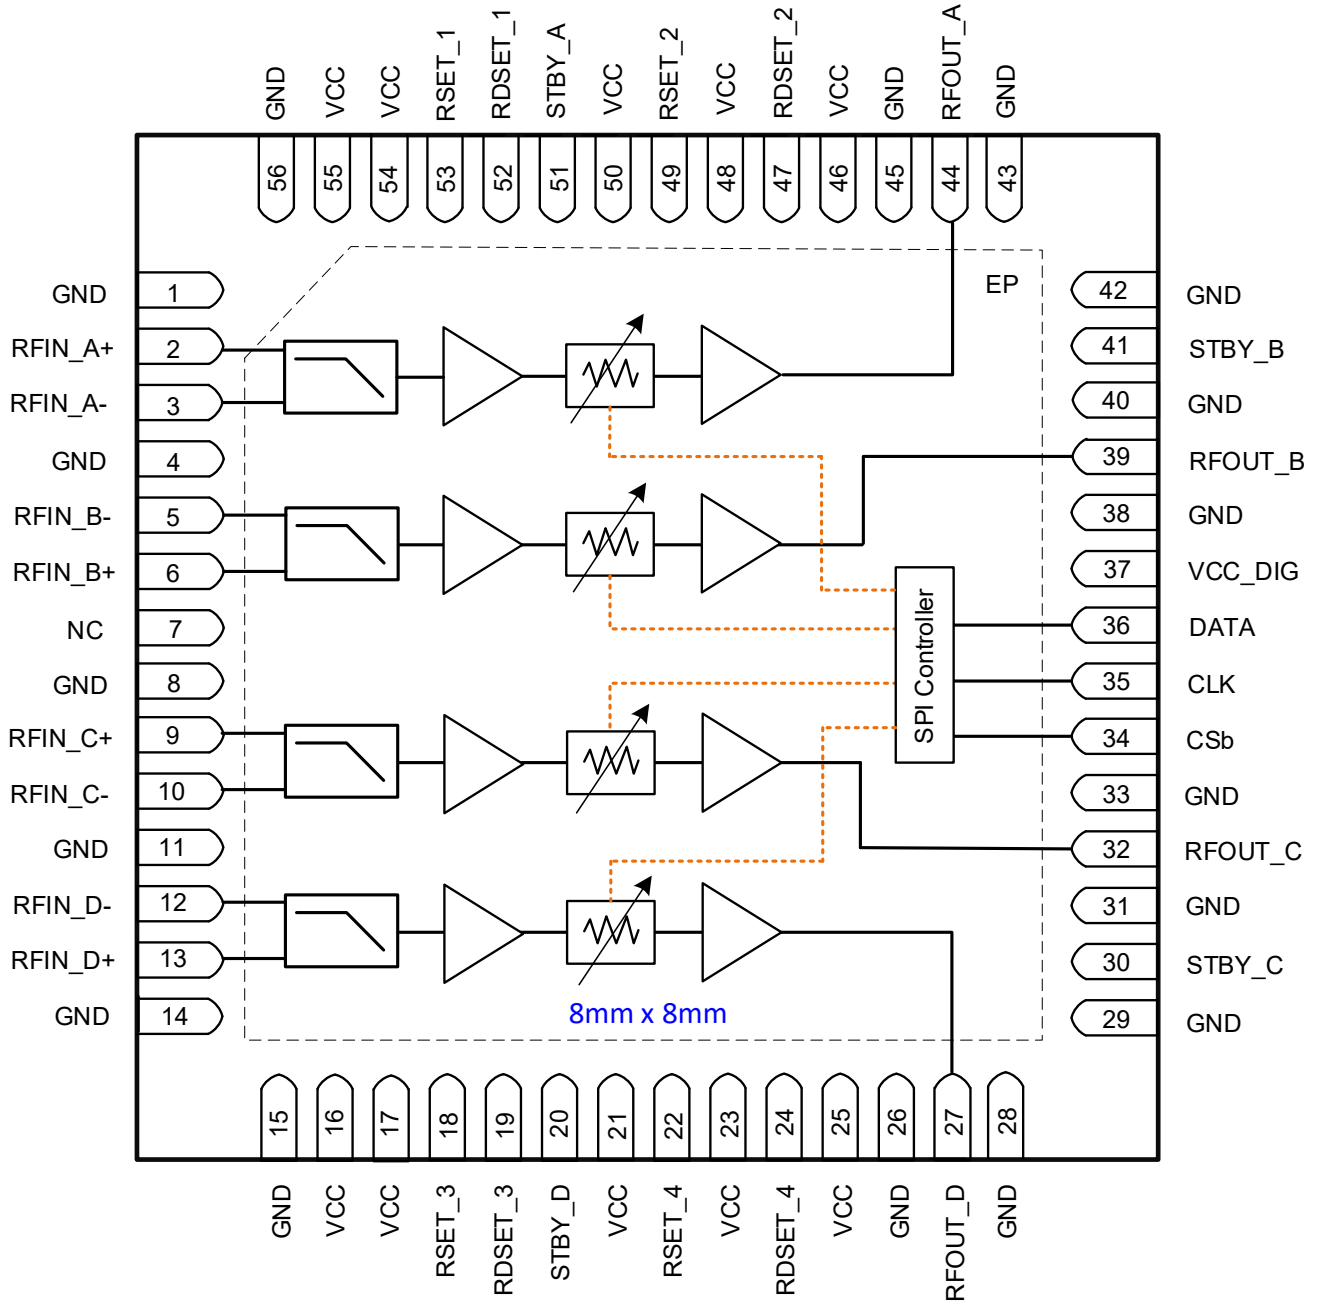 GND VCC VCC RSET_1 RDSET_1 STBY_A VCC RSET_2 VCC RDSET_2 VCC GND RFOUT_A GND
56 55 54 53 52 51 50 49 48 47 46 45 44 43
EP
GND 1
RFIN_A+ 2
RFIN_A- 3
GND 4
RFIN_B- 5
RFIN_B+ 6
NC 7
GND 8
RFIN_C+ 9
RFIN_C- 10
GND 11
RFIN_D- 12
RFIN_D+ 13
GND 14
42 GND
41 STBY_B
40 GND
39 RFOUT_B
38 GND
37 VCC_DIG
36 DATA
35 CLK
34 CSb
33 GND
32 RFOUT_C
31 GND
30 STBY_C
29 GND
SPI Controller
8mm x 8mm
15 16 17 18 19 20 21 22 23 24 25 26 27 28
GND VCC VCC RSET_3 RDSET_3 STBY_D VCC RSET_4 VCC RDSET_4 VCC GND RFOUT_D GND